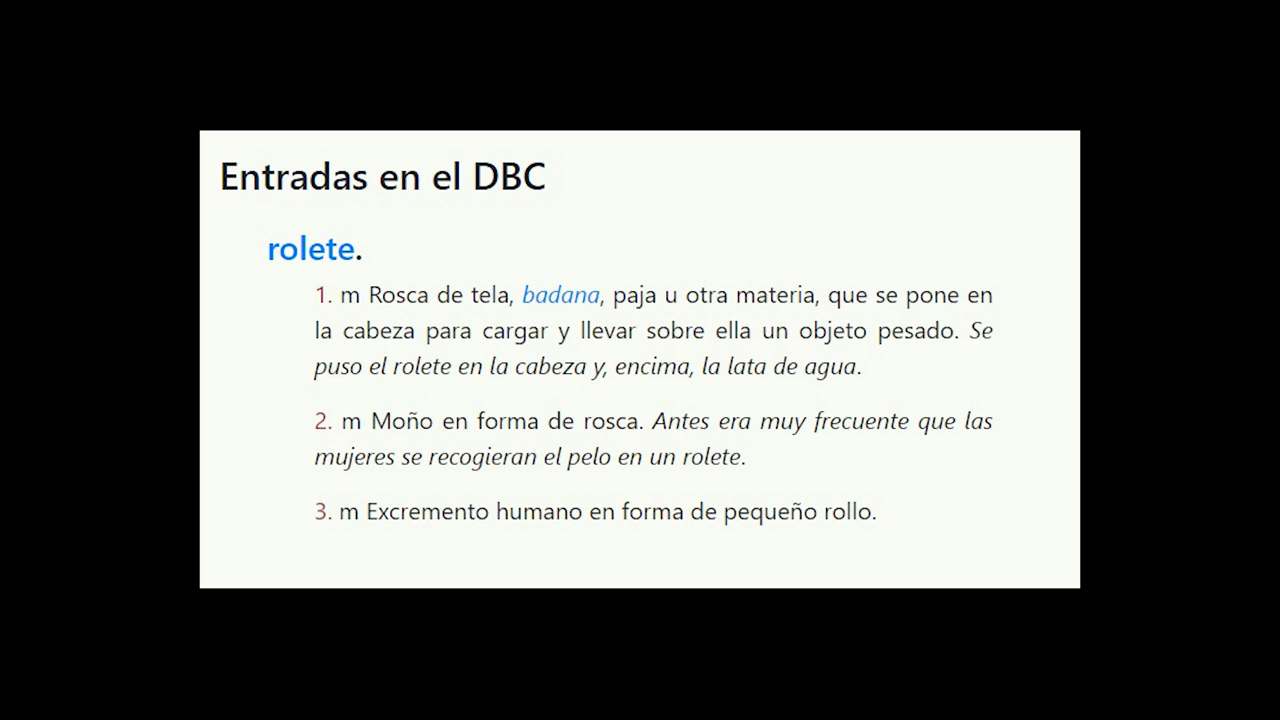 Entradas en el DBC
rolete.
1. m Rosca de tela, badana, paja u otra materia, que se pone en
la cabeza para cargar y llevar sobre ella un objeto pesado. Se
puso el rolete en la cabeza y, encima, la lata de agua.
2. m Moño en forma de rosca. Antes era muy frecuente que las
mujeres se recogieran el pelo en un rolete.
3. m Excremento humano en forma de pequeño rollo.